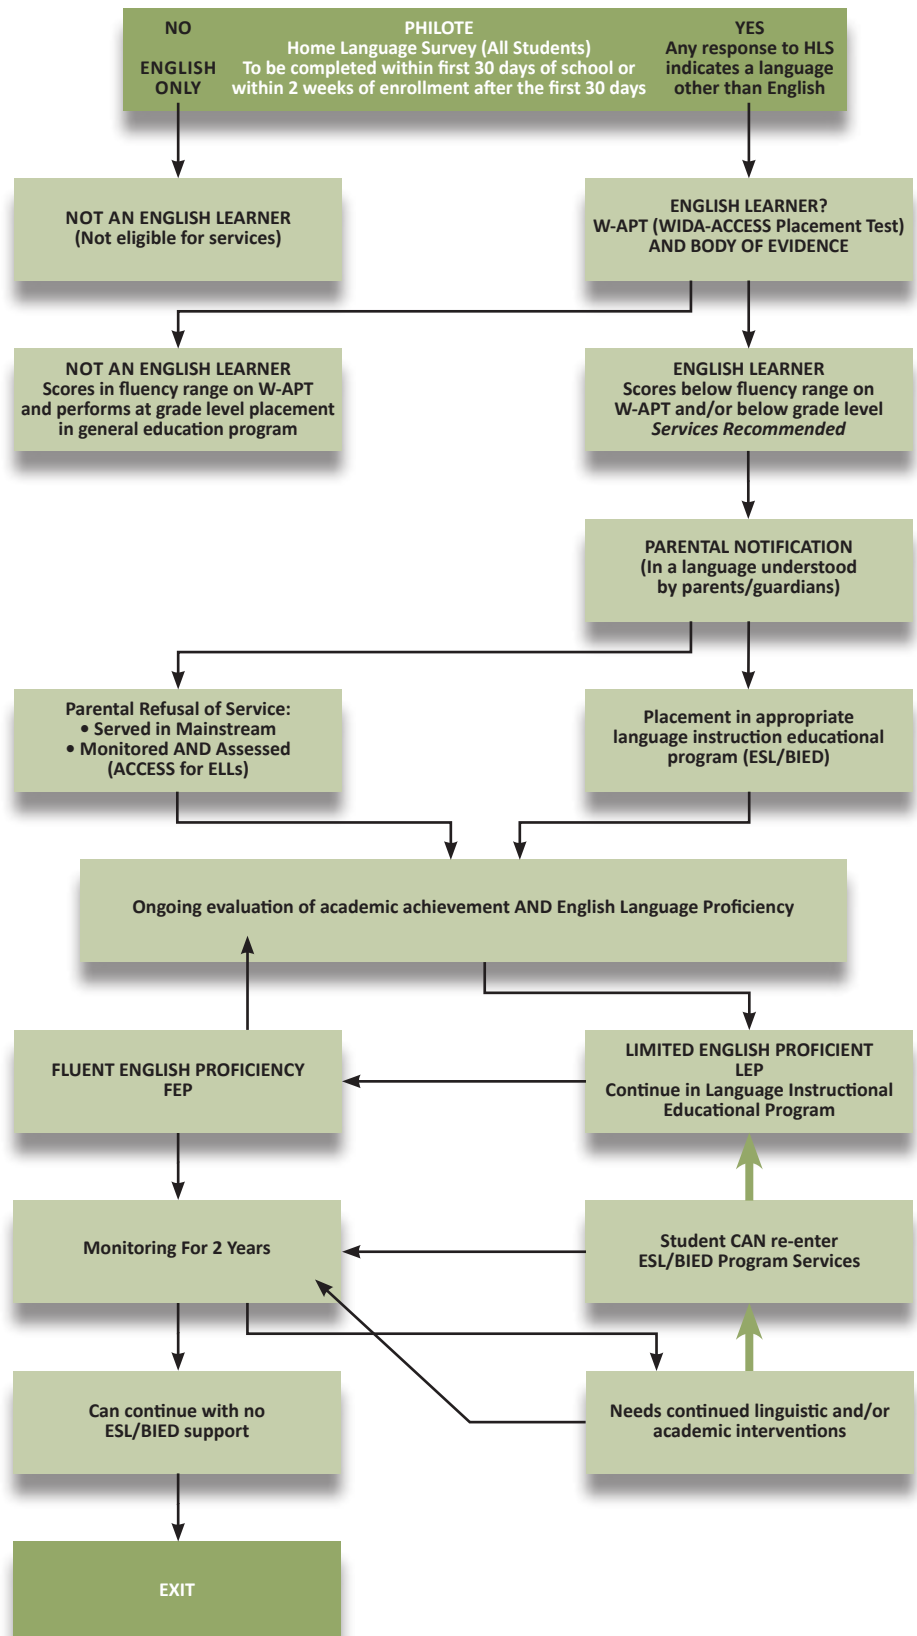 NO
ENGLISH
ONLY
PHILOTE
Home Language Survey (All Students)
To be completed within first 30 days of school or
within 2 weeks of enrollment after the first 30 days
YES
Any response to HLS
indicates a language
other than English
NOT AN ENGLISH LEARNER
(Not eligible for services)
ENGLISH LEARNER?
W-APT (WIDA-ACCESS Placement Test)
AND BODY OF EVIDENCE
NOT AN ENGLISH LEARNER
Scores in fluency range on W-APT
and performs at grade level placement
in general education program
ENGLISH LEARNER
Scores below fluency range on
W-APT and/or below grade level
Services Recommended
PARENTAL NOTIFICATION
(In a language understood
by parents/guardians)
Parental Refusal of Service:
• Served in Mainstream
• Monitored AND Assessed
(ACCESS for ELLs)
Placement in appropriate
language instruction educational
program (ESL/BIED)
Ongoing evaluation of academic achievement AND English Language Proficiency
FLUENT ENGLISH PROFICIENCY
FEP
LIMITED ENGLISH PROFICIENT
LEP
Continue in Language Instructional
Educational Program
Monitoring For 2 Years
Student CAN re-enter
ESL/BIED Program Services
Can continue with no
ESL/BIED support
Needs continued linguistic and/or
academic interventions
EXIT